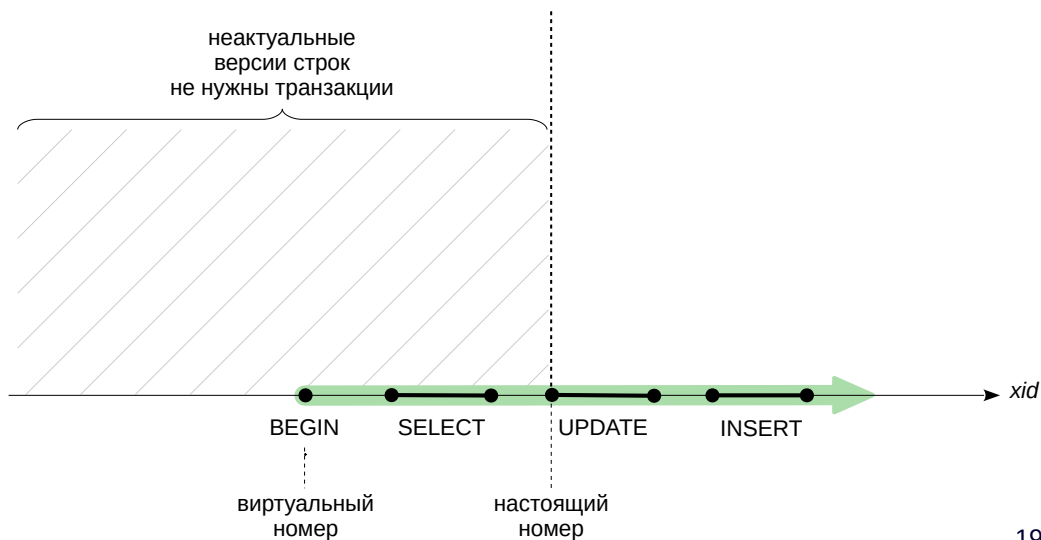 неактуальные
версии строк
не нужны транзакции
xid
BEGIN SELECT UPDATE INSERT
виртуальный
номер
настоящий
номер
19